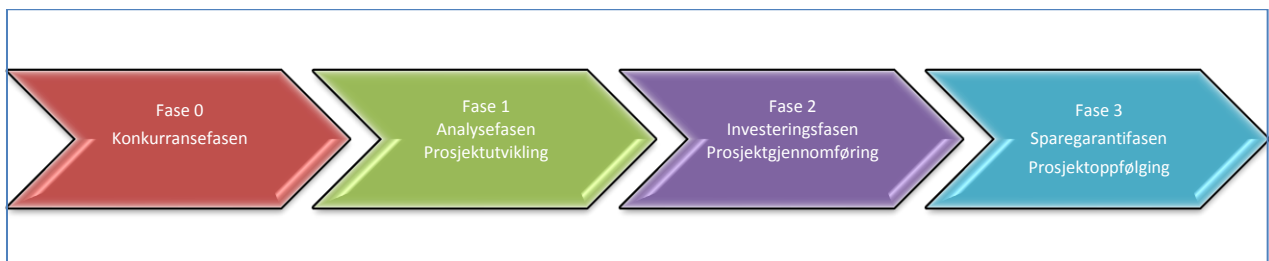 Fase 0
Konkurransefasen
Fase 1
Analysefasen
Prosjektutvikling
Fase 2
Investeringsfasen
Prosjektgjennomføring
Fase 3
Sparegarantifasen
Prosjektoppfølging